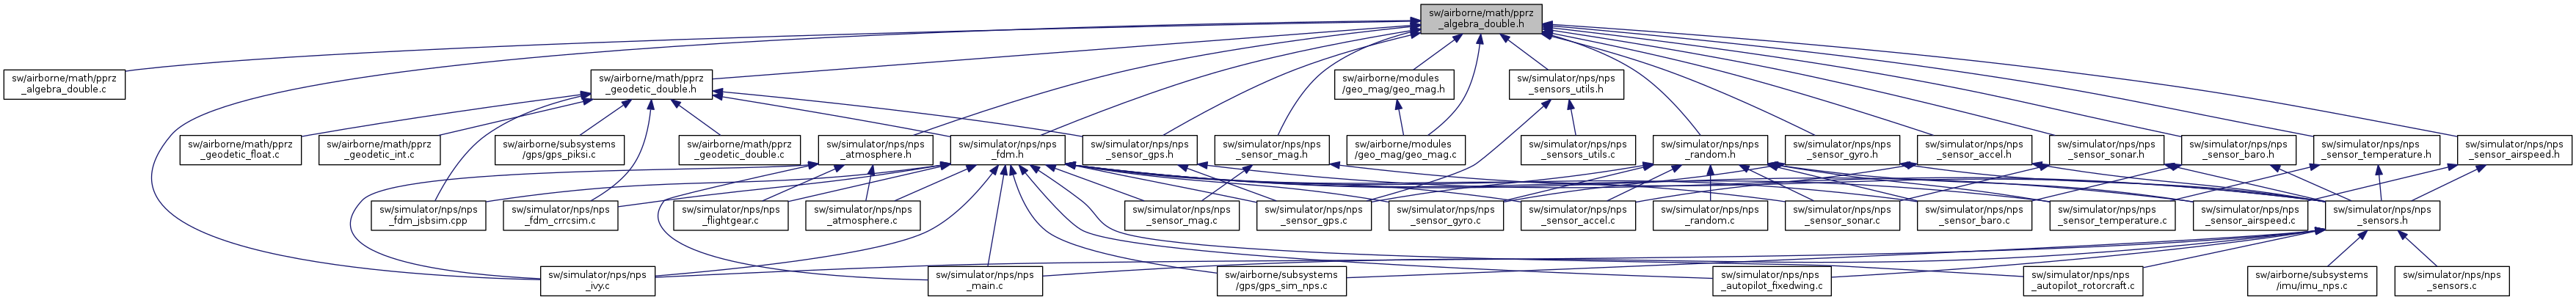 sw/airborne/math/pprz
_algebra_double.h
sw/airborne/math/pprz
_algebra_double.c
sw/airborne/math/pprz
_geodetic_double.h
sw/airborne/modules
/geo_mag/geo_mag.h
sw/simulator/nps/nps
_sensors_utils.h
sw/airborne/math/pprz
_geodetic_float.c
sw/airborne/math/pprz
_geodetic_int.c
sw/airborne/subsystems
/gps/gps_piksi.c
sw/airborne/math/pprz
_geodetic_double.c
sw/simulator/nps/nps
_atmosphere.h
sw/simulator/nps/nps
_fdm.h
sw/simulator/nps/nps
_sensor_gps.h
sw/simulator/nps/nps
_sensor_mag.h
sw/airborne/modules
/geo_mag/geo_mag.c
sw/simulator/nps/nps
_sensors_utils.c
sw/simulator/nps/nps
_random.h
sw/simulator/nps/nps
_sensor_gyro.h
sw/simulator/nps/nps
_sensor_accel.h
sw/simulator/nps/nps
_sensor_sonar.h
sw/simulator/nps/nps
_sensor_baro.h
sw/simulator/nps/nps
_sensor_temperature.h
sw/simulator/nps/nps
_sensor_airspeed.h
sw/simulator/nps/nps
_fdm_jsbsim.cpp
sw/simulator/nps/nps
_fdm_crrcsim.c
sw/simulator/nps/nps
_flightgear.c
sw/simulator/nps/nps
_atmosphere.c
sw/simulator/nps/nps
_sensor_mag.c
sw/simulator/nps/nps
_sensor_gps.c
sw/simulator/nps/nps
_sensor_gyro.c
sw/simulator/nps/nps
_sensor_accel.c
sw/simulator/nps/nps
_random.c
sw/simulator/nps/nps
_sensor_sonar.c
sw/simulator/nps/nps
_sensor_baro.c
sw/simulator/nps/nps
_sensor_temperature.c
sw/simulator/nps/nps
_sensor_airspeed.c
sw/simulator/nps/nps
_sensors.h
sw/simulator/nps/nps
_ivy.c
sw/simulator/nps/nps
_main.c
sw/airborne/subsystems
/gps/gps_sim_nps.c
sw/simulator/nps/nps
_autopilot_fixedwing.c
sw/simulator/nps/nps
_autopilot_rotorcraft.c
sw/airborne/subsystems
/imu/imu_nps.c
sw/simulator/nps/nps
_sensors.c